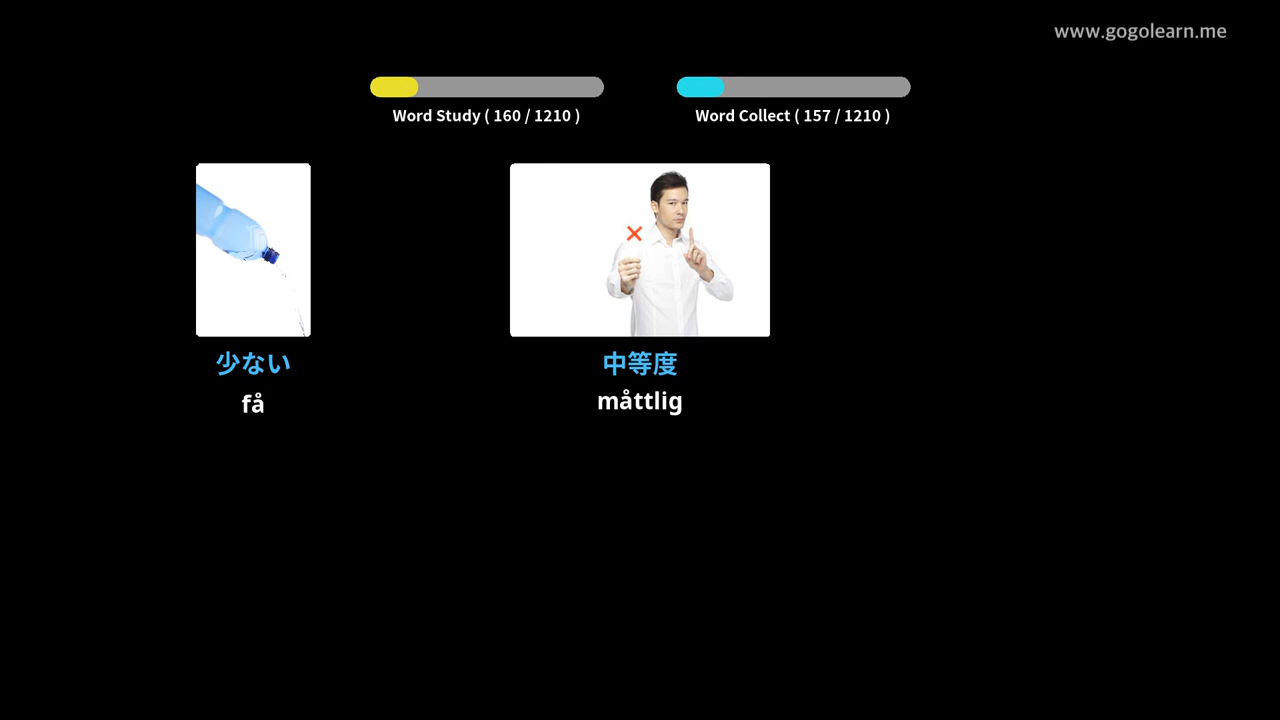 www.gogolearn.me
Word Study ( 160 / 1210 )
Word Collect ( 157 / 1210 )
少ない
få
中等度
måttlig